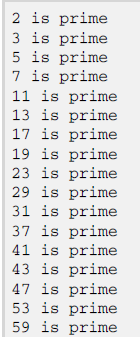 2 is prime
3 is prime
5 is prime
7 is prime
11 is prime
13 is prime
17 is prime
19 is prime
23 is prime
29 is prime
31 is prime
37 is prime
41 is prime
43 is prime
47 is prime
53 is prime
59 is prime